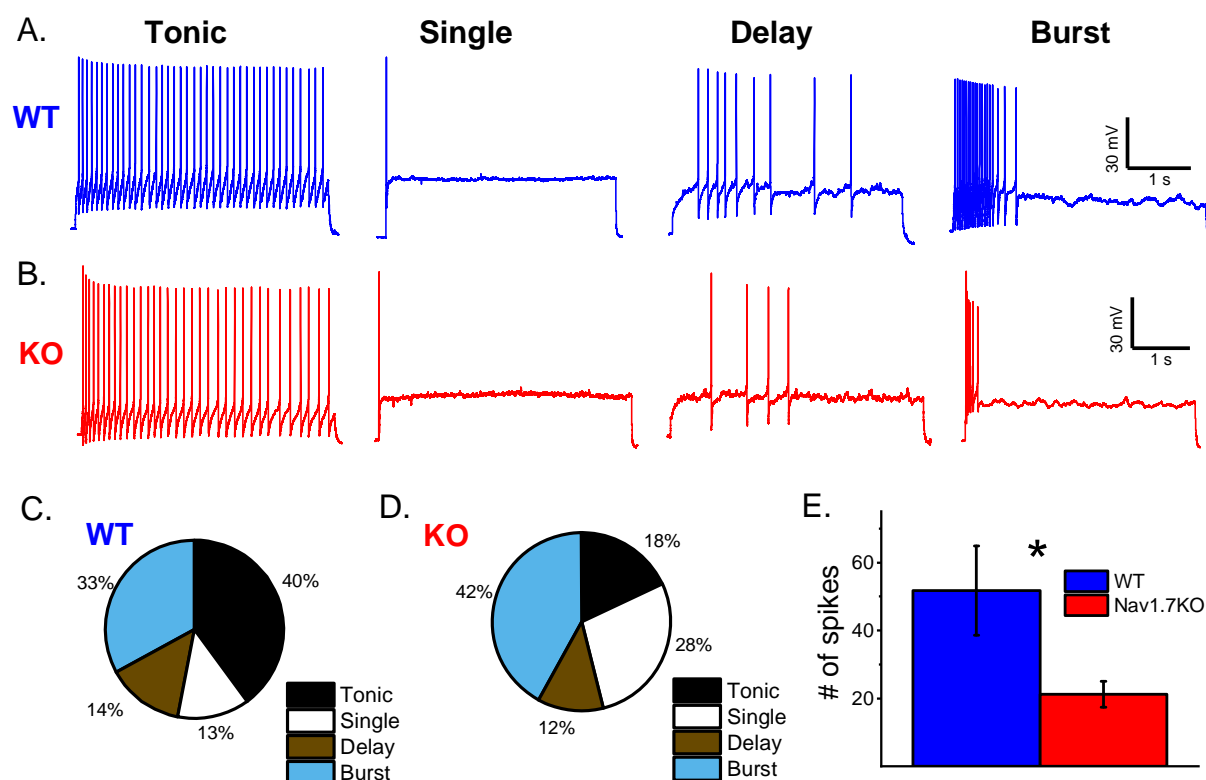 A. Tonic Single Delay Burst
WT
30 mV
1 s
B.
KO
30 mV
1 s
C. WT
33%
40%
14%
13%
Tonic
Single
Delay
Burst
D. KO
18%
42%
28%
12%
Tonic
Single
Delay
Burst
E.
*
WT
Nav1.7KO
# of spikes
60
40
20